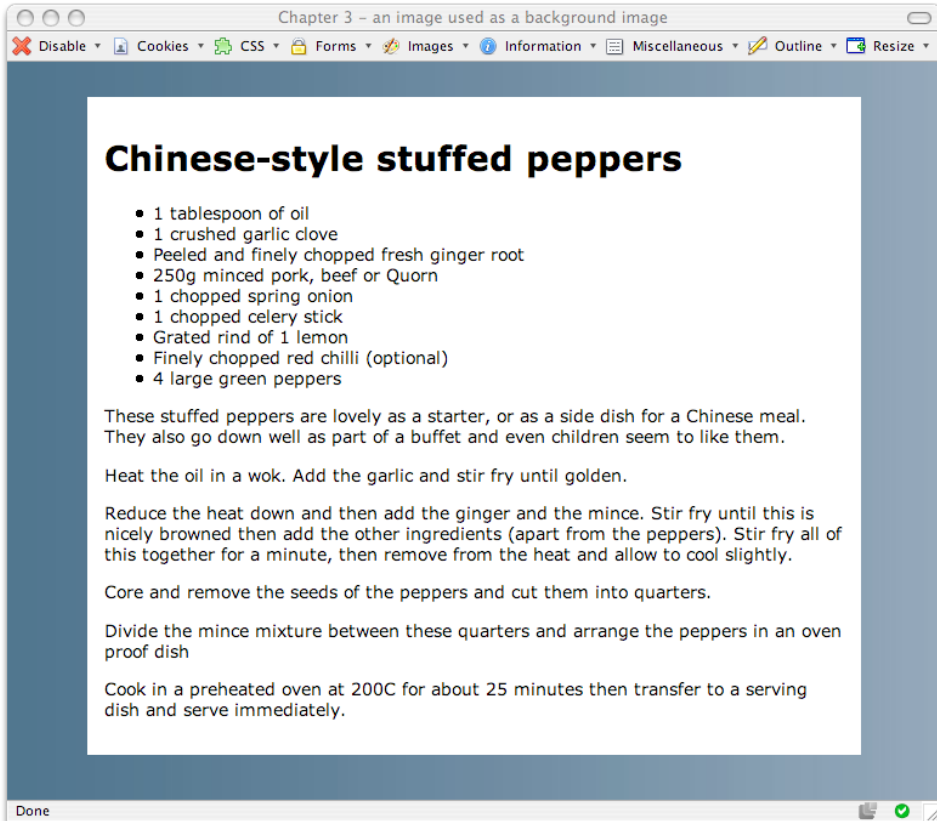 Chapter 3 – an image used as a background image
Disable Cookies CSS Forms Images Information Miscellaneous Outline Resize
Chinese-style stuffed peppers
• 1 tablespoon of oil
• 1 crushed garlic clove
• Peeled and finely chopped fresh ginger root
• 250g minced pork, beef or Quorn
• 1 chopped spring onion
• 1 chopped celery stick
• Grated rind of 1 lemon
• Finely chopped red chilli (optional)
• 4 large green peppers
These stuffed peppers are lovely as a starter, or as a side dish for a Chinese meal.
They also go down well as part of a buffet and even children seem to like them.
Heat the oil in a wok. Add the garlic and stir fry until golden.
Reduce the heat down and then add the ginger and the mince. Stir fry until this is
nicely browned then add the other ingredients (apart from the peppers). Stir fry all of
this together for a minute, then remove from the heat and allow to cool slightly.
Core and remove the seeds of the peppers and cut them into quarters.
Divide the mince mixture between these quarters and arrange the peppers in an oven
proof dish
Cook in a preheated oven at 200C for about 25 minutes then transfer to a serving
dish and serve immediately.
Done